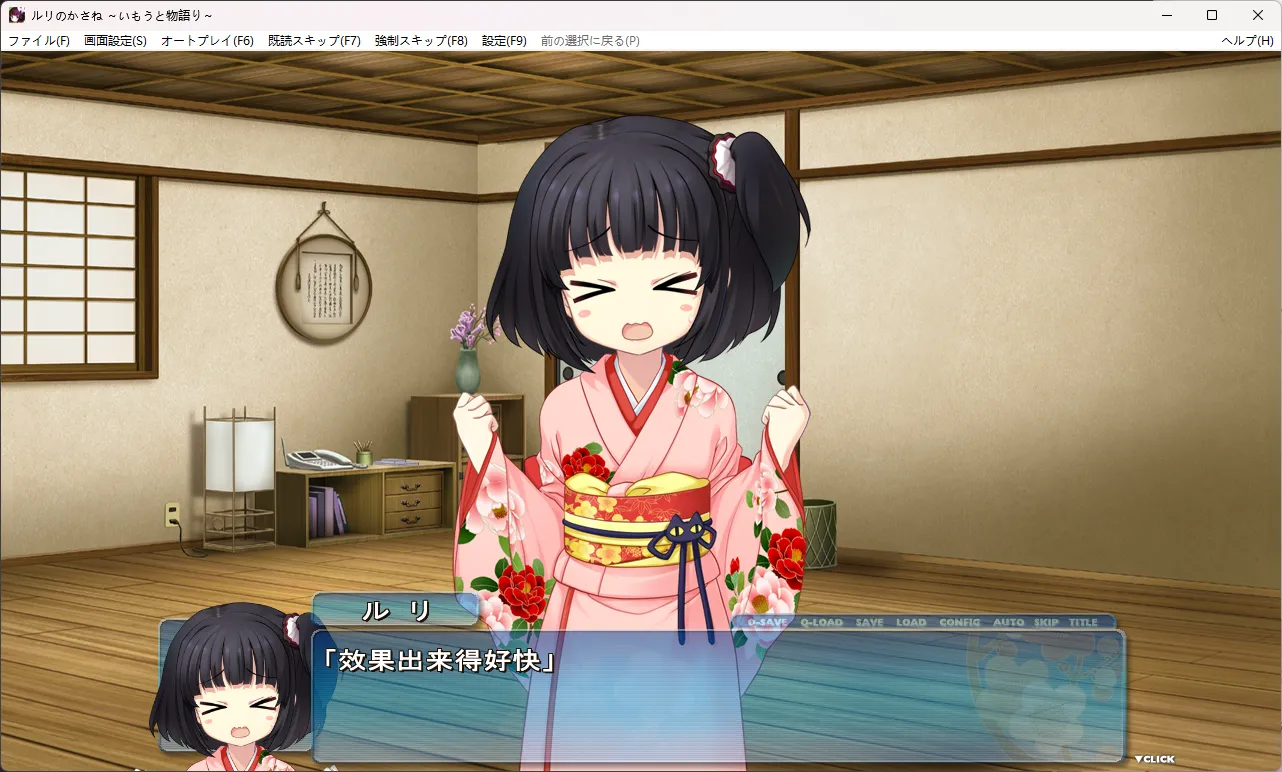 ルリのかさね ~いもうと物語り~
ファイル(F) 画面設定(S) オートプレイ(F6) 既読スキップ(F7) 強制スキップ(F8) 設定(F9) 前の選択に戻る(P) ヘルプ(H)
ルリ
Q-SAVE Q-LOAD SAVE LOAD CONFIG AUTO SKIP TITLE
「效果出来得好快」
▼CLICK